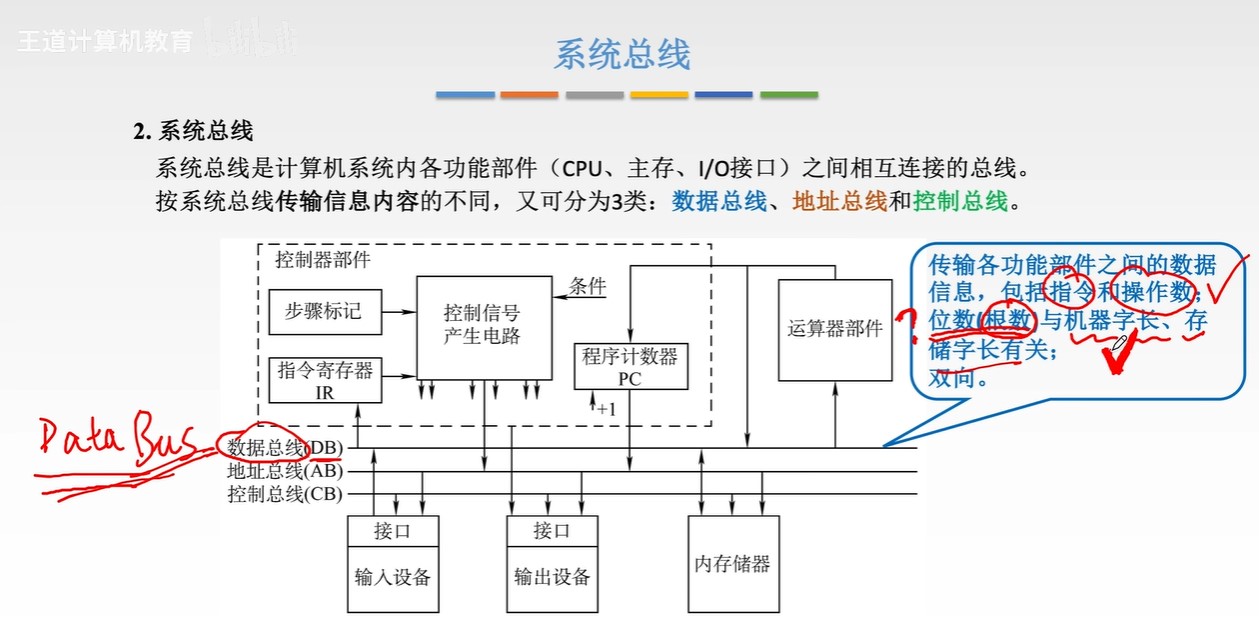 王道计算机教育
系统总线
2. 系统总线
系统总线是计算机系统内各功能部件（CPU、主存、I/O接口）之间相互连接的总线。
按系统总线传输信息内容的不同，又可分为3类：数据总线、地址总线和控制总线。
控制器部件
步骤标记
控制信号
产生电路
条件
指令寄存器
IR
程序计数器
PC
+1
运算器部件
传输各功能部件之间的数据
信息，包括指令和操作数；
位数(根数)与机器字长、存
储字长有关；
双向。
?
Data Bus
数据总线(DB)
地址总线(AB)
控制总线(CB)
接口
输入设备
接口
输出设备
内存储器